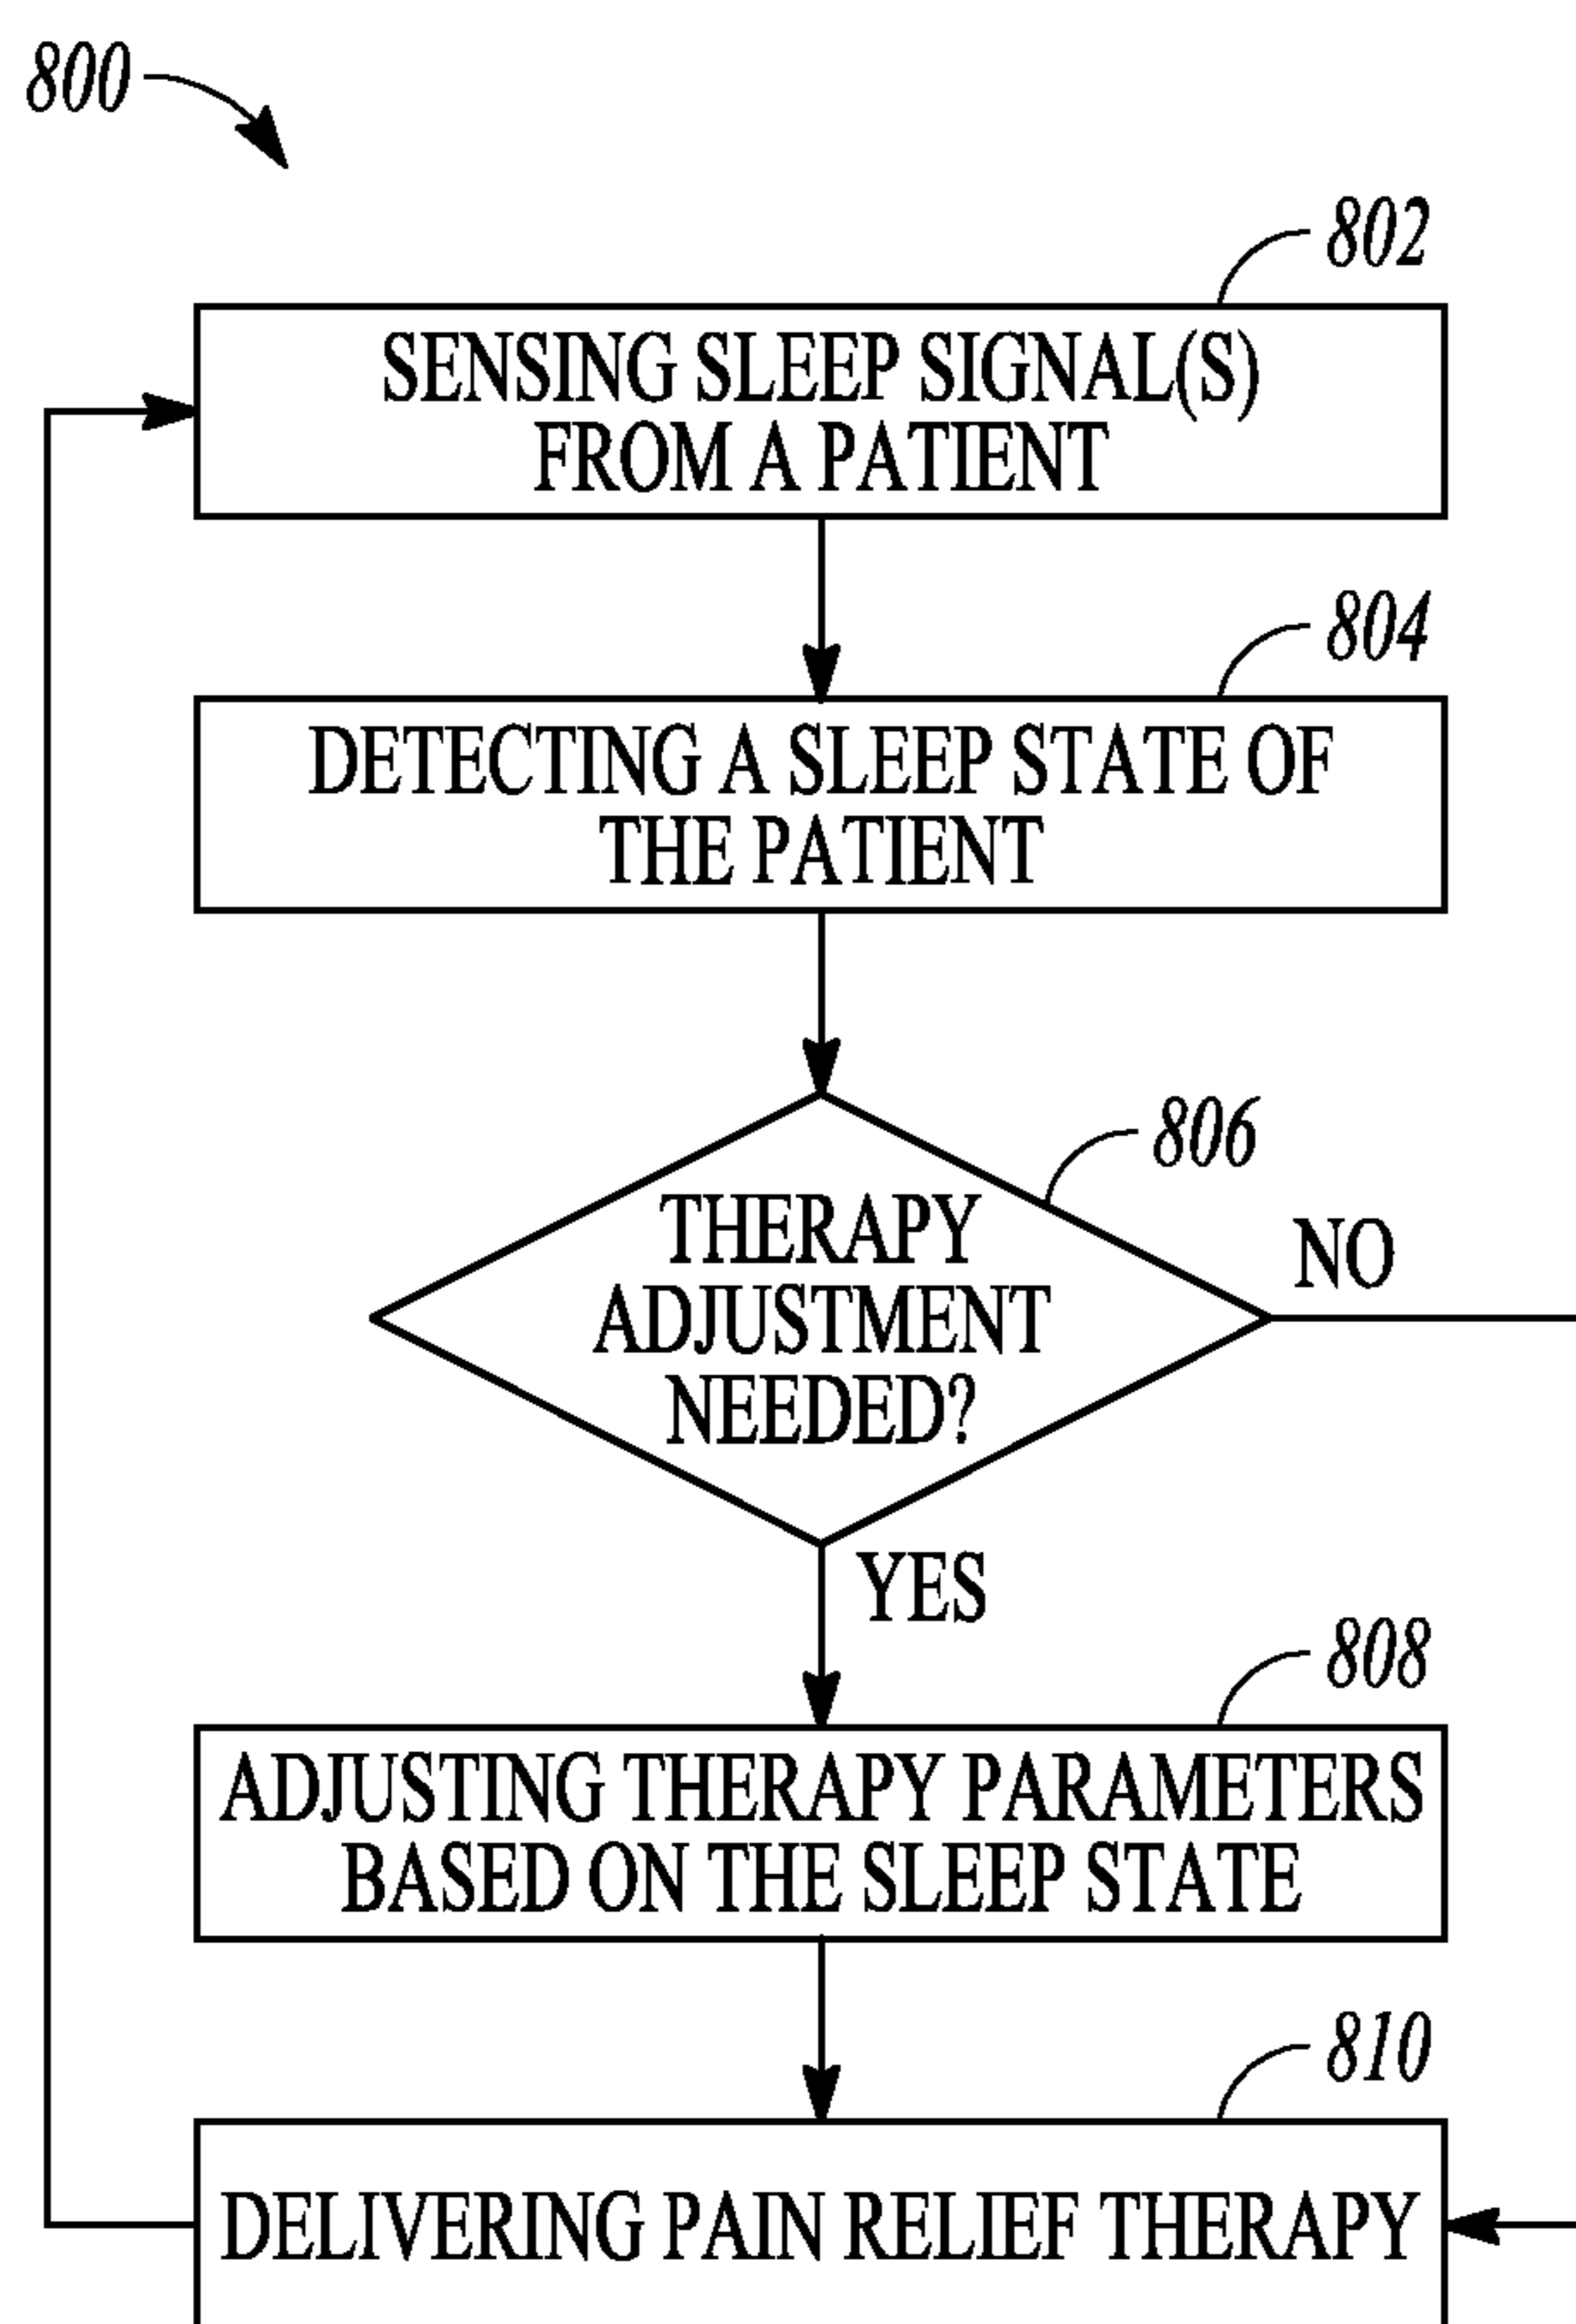 800
802
SENSING SLEEP SIGNAL(S)
FROM A PATIENT
804
DETECTING A SLEEP STATE OF
THE PATIENT
806
THERAPY
ADJUSTMENT
NEEDED?
NO
YES
808
ADJUSTING THERAPY PARAMETERS
BASED ON THE SLEEP STATE
810
DELIVERING PAIN RELIEF THERAPY